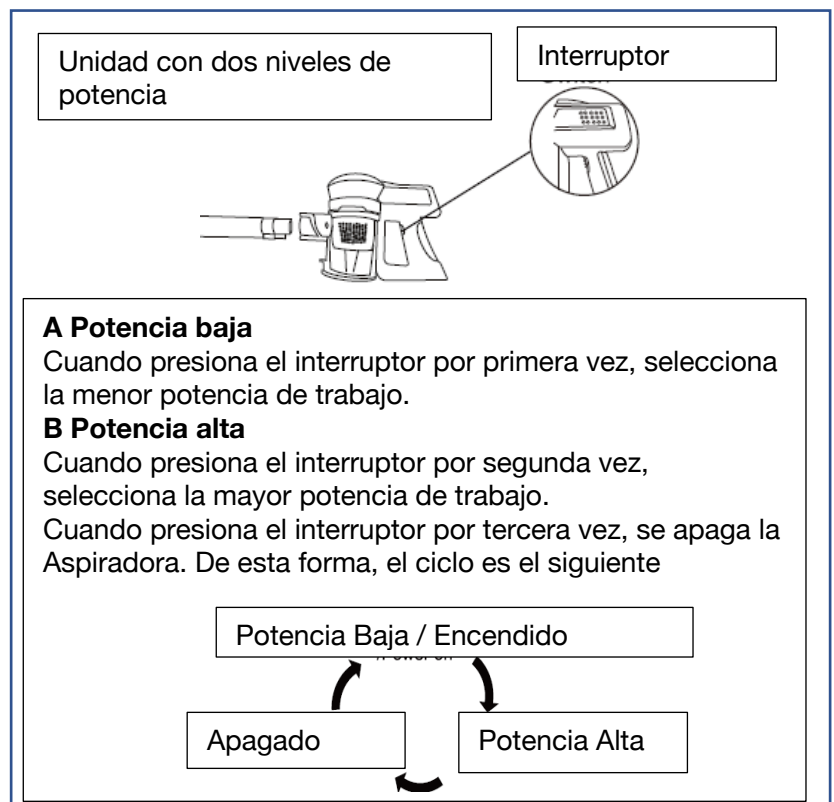 Unidad con dos niveles de
potencia
Interruptor
A Potencia baja
Cuando presiona el interruptor por primera vez, selecciona
la menor potencia de trabajo.
B Potencia alta
Cuando presiona el interruptor por segunda vez,
selecciona la mayor potencia de trabajo.
Cuando presiona el interruptor por tercera vez, se apaga la
Aspiradora. De esta forma, el ciclo es el siguiente
Potencia Baja / Encendido
Apagado
Potencia Alta